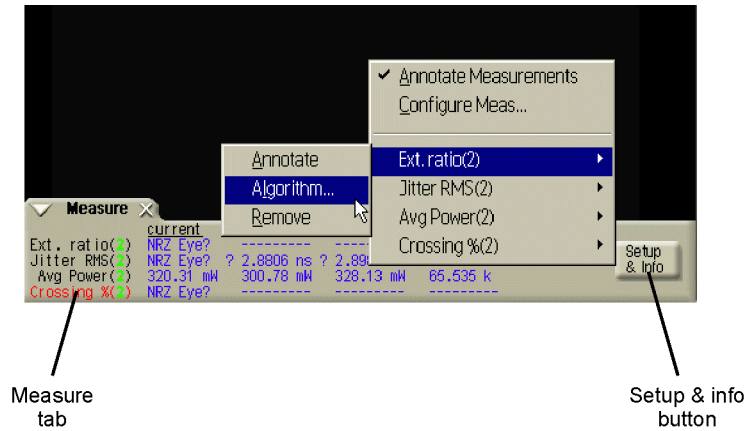 ✔ Annotate Measurements
Configure Meas...
Ext. ratio(2)
Jitter RMS(2)
Avg Power(2)
Crossing %(2)
Annotate
Algorithm...
Remove
Measure
current
Ext. ratio(2) NRZ Eye? --------- ----
Jitter RMS(2) NRZ Eye? ? 2.8806 ns ? 2.89
Avg Power(2) 320.31 mW 300.78 mW 328.13 mW 65.535 k
Crossing %(2) NRZ Eye? --------- --------- ---------
Setup
& Info
Measure
tab
Setup & info
button